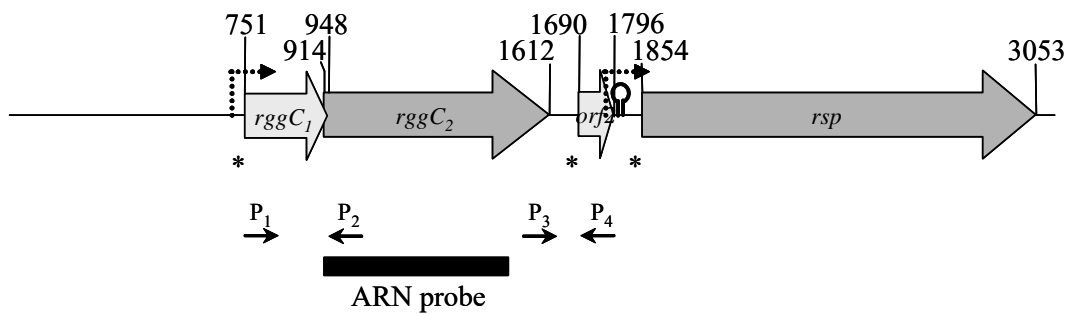 751 948 1690 1796
914 1612 1854 3053
rggC1 rggC2 orf2 rsp
* * *
P1 P2 P3 P4
ARN probe